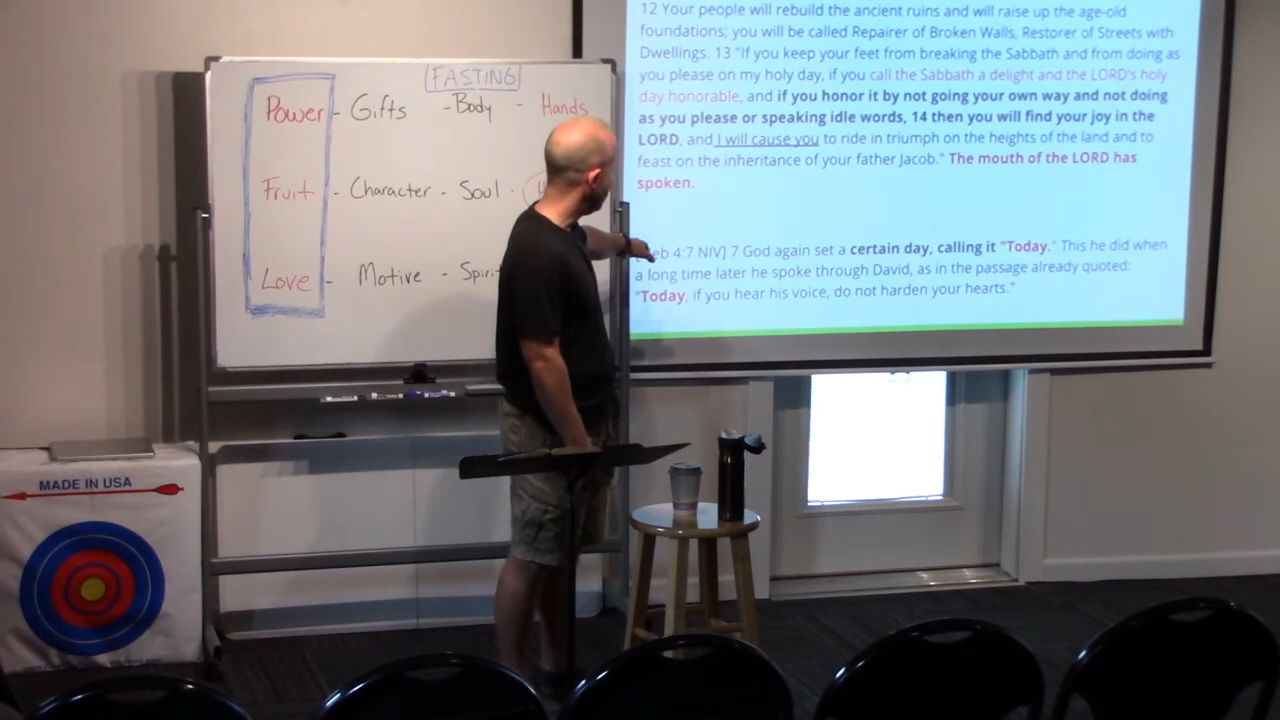 FASTING
Power - Gifts - Body - Hands
Fruit - Character - Soul -
Love - Motive -
12 Your people will rebuild the ancient ruins and will raise up the age-old
foundations; you will be called Repairer of Broken Walls, Restorer of Streets with
Dwellings. 13 "If you keep your feet from breaking the Sabbath and from doing as
you please on my holy day, if you call the Sabbath a delight and the LORD's holy
day honorable, and if you honor it by not going your own way and not doing
as you please or speaking idle words, 14 then you will find your joy in the
LORD, and I will cause you to ride in triumph on the heights of the land and to
feast on the inheritance of your father Jacob." The mouth of the LORD has
spoken.
4:7 NIV] 7 God again set a certain day, calling it "Today." This he did when
a long time later he spoke through David, as in the passage already quoted:
"Today, if you hear his voice, do not harden your hearts."
MADE IN USA